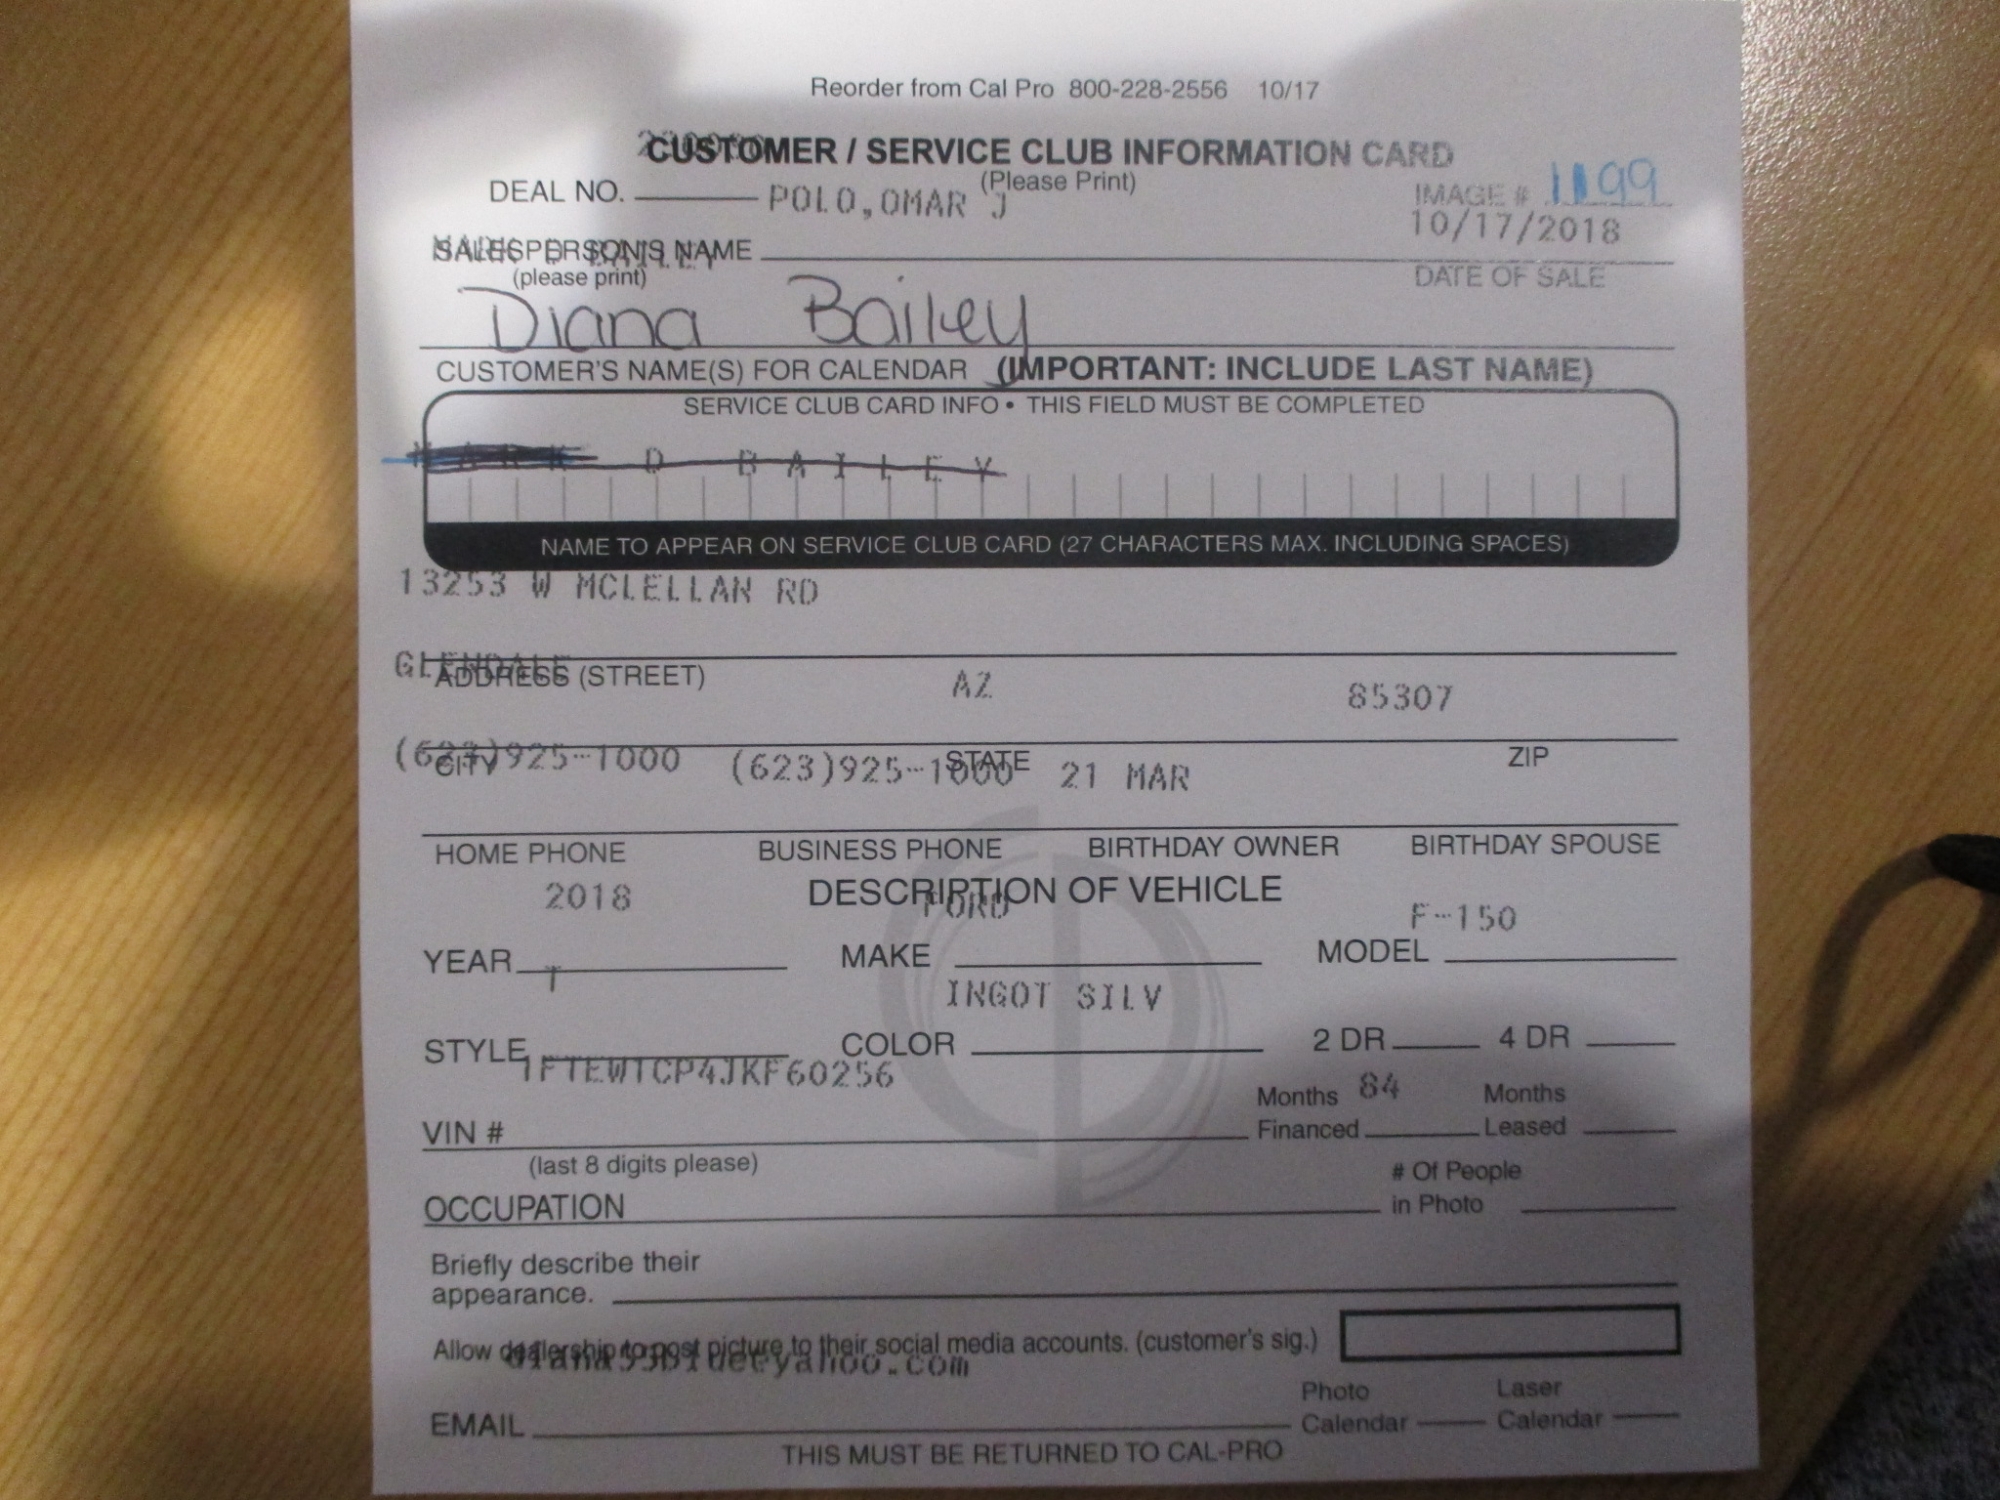 Reorder from Cal Pro 800-228-2556 10/17
CUSTOMER / SERVICE CLUB INFORMATION CARD
(Please Print)
DEAL NO. POLO,OMAR J
IMAGE # 1199
10/17/2018
SALESPERSON'S NAME
(please print)
DATE OF SALE
Diana Bailey
CUSTOMER'S NAME(S) FOR CALENDAR (IMPORTANT: INCLUDE LAST NAME)
SERVICE CLUB CARD INFO • THIS FIELD MUST BE COMPLETED
MARK D BAILEY
NAME TO APPEAR ON SERVICE CLUB CARD (27 CHARACTERS MAX. INCLUDING SPACES)
13253 W MCLELLAN RD
GLENDALE AZ 85307
ADDRESS (STREET)
(623)925-1000 (623)925-1000 21 MAR
CITY STATE ZIP
HOME PHONE BUSINESS PHONE BIRTHDAY OWNER BIRTHDAY SPOUSE
DESCRIPTION OF VEHICLE
2018 FORD F-150
YEAR MAKE MODEL
T INGOT SILV
STYLE COLOR 2 DR 4 DR
1FTEW1CP4JKF60256
Months 84 Months
VIN # Financed Leased
(last 8 digits please)
# Of People
OCCUPATION in Photo
Briefly describe their
appearance.
Allow dealership to post picture to their social media accounts. (customer's sig.)
Photo Laser
EMAIL Calendar Calendar
THIS MUST BE RETURNED TO CAL-PRO